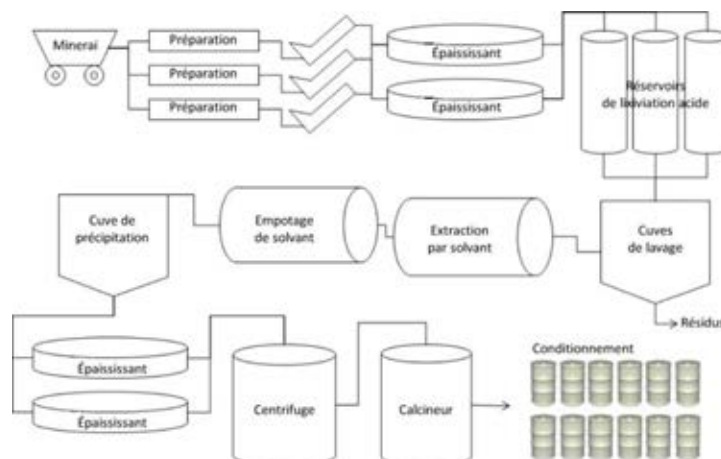 Minerai
Préparation
Préparation
Préparation
Épaississant
Épaississant
Réservoirs
de lixiviation acide
Cuve de
précipitation
Empotage
de solvant
Extraction
par solvant
Cuves
de lavage
Résidus
Épaississant
Épaississant
Centrifuge
Calcineur
Conditionnement